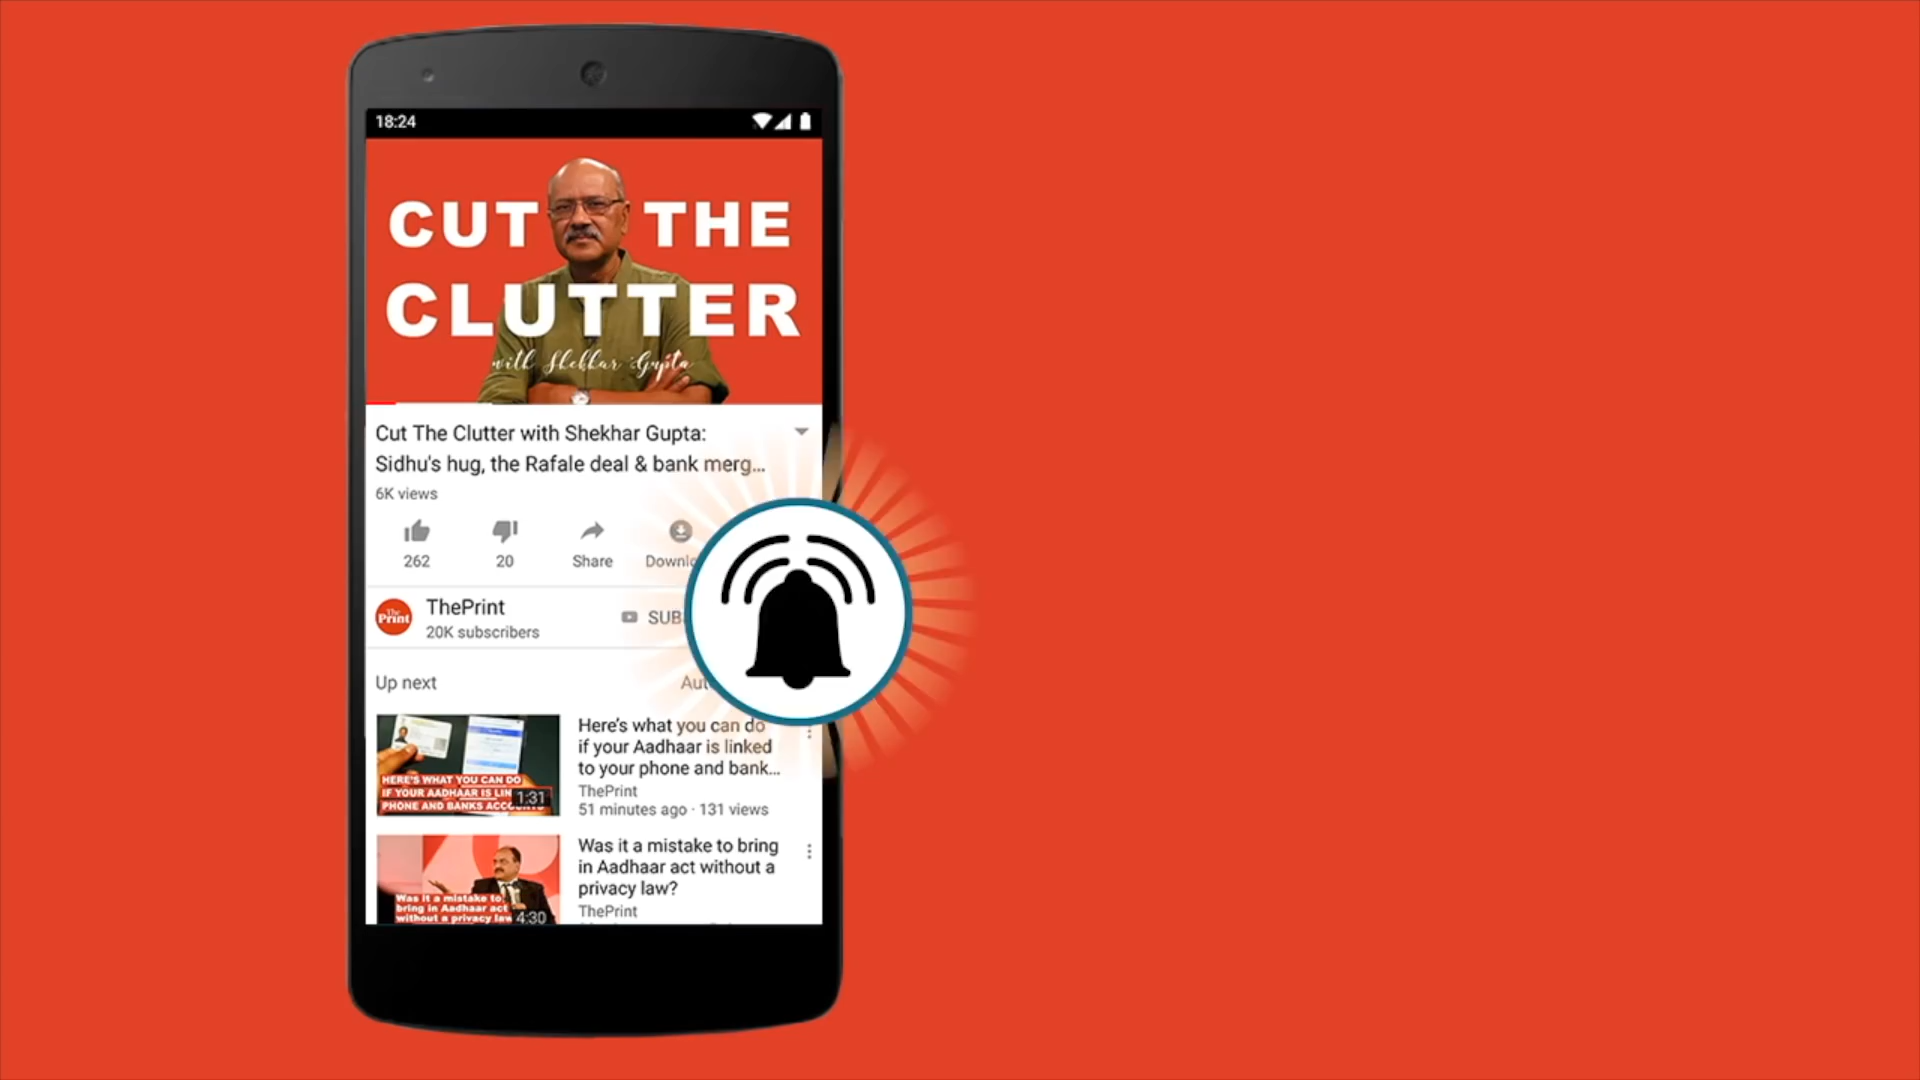 18:24
CUT THE
CLUTTER
with Shekhar Gupta
Cut The Clutter with Shekhar Gupta:
Sidhu's hug, the Rafale deal & bank merg...
6K views
262
20
Share
Downlo
The
Print
ThePrint
20K subscribers
SUB
Up next
Aut
HERE'S WHAT YOU CAN DO
IF YOUR AADHAAR IS LIN
PHONE AND BANKS ACCOUNTS
1:31
Here's what you can do
if your Aadhaar is linked
to your phone and bank...
ThePrint
51 minutes ago · 131 views
Was it a mistake to
bring in Aadhaar act
without a privacy law
4:30
Was it a mistake to bring
in Aadhaar act without a
privacy law?
ThePrint